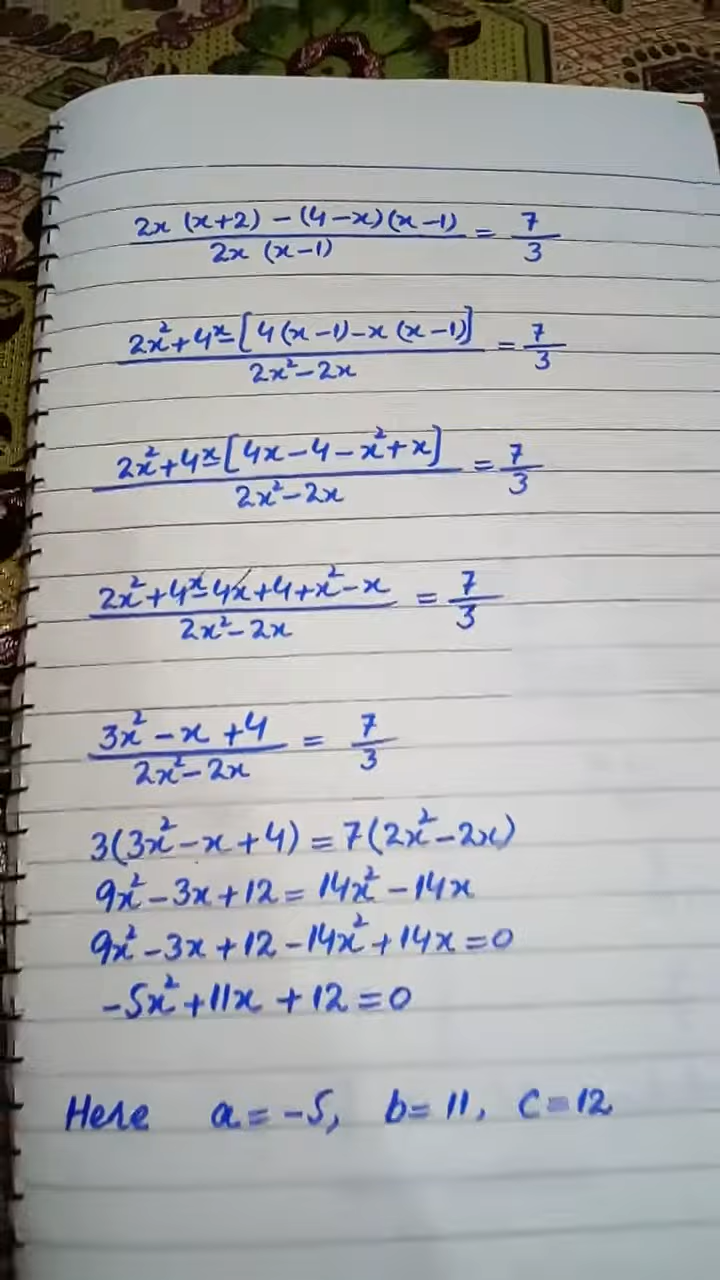 2x (x+2) - (4-x)(x-1) / 2x (x-1) = 7/3
2x² + 4x - [4(x-1) - x(x-1)] / 2x² - 2x = 7/3
2x² + 4x - [4x - 4 - x² + x] / 2x² - 2x = 7/3
2x² + 4x - 4x + 4 + x² - x / 2x² - 2x = 7/3
3x² - x + 4 / 2x² - 2x = 7/3
3(3x² - x + 4) = 7(2x² - 2x)
9x² - 3x + 12 = 14x² - 14x
9x² - 3x + 12 - 14x² + 14x = 0
-5x² + 11x + 12 = 0
Here a = -5, b = 11, c = 12